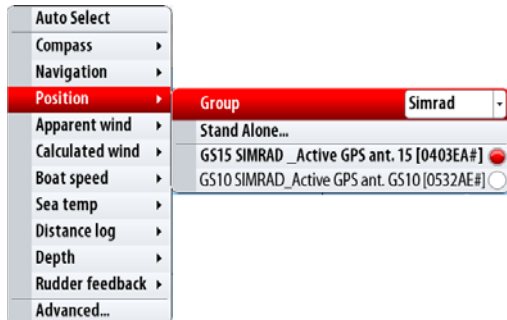 Auto Select
Compass
Navigation
Position
Apparent wind
Calculated wind
Boat speed
Sea temp
Distance log
Depth
Rudder feedback
Advanced...
Group Simrad
Stand Alone...
GS15 SIMRAD _Active GPS ant. 15 [0403EA#]
GS10 SIMRAD_Active GPS ant. GS10 [0532AE#]